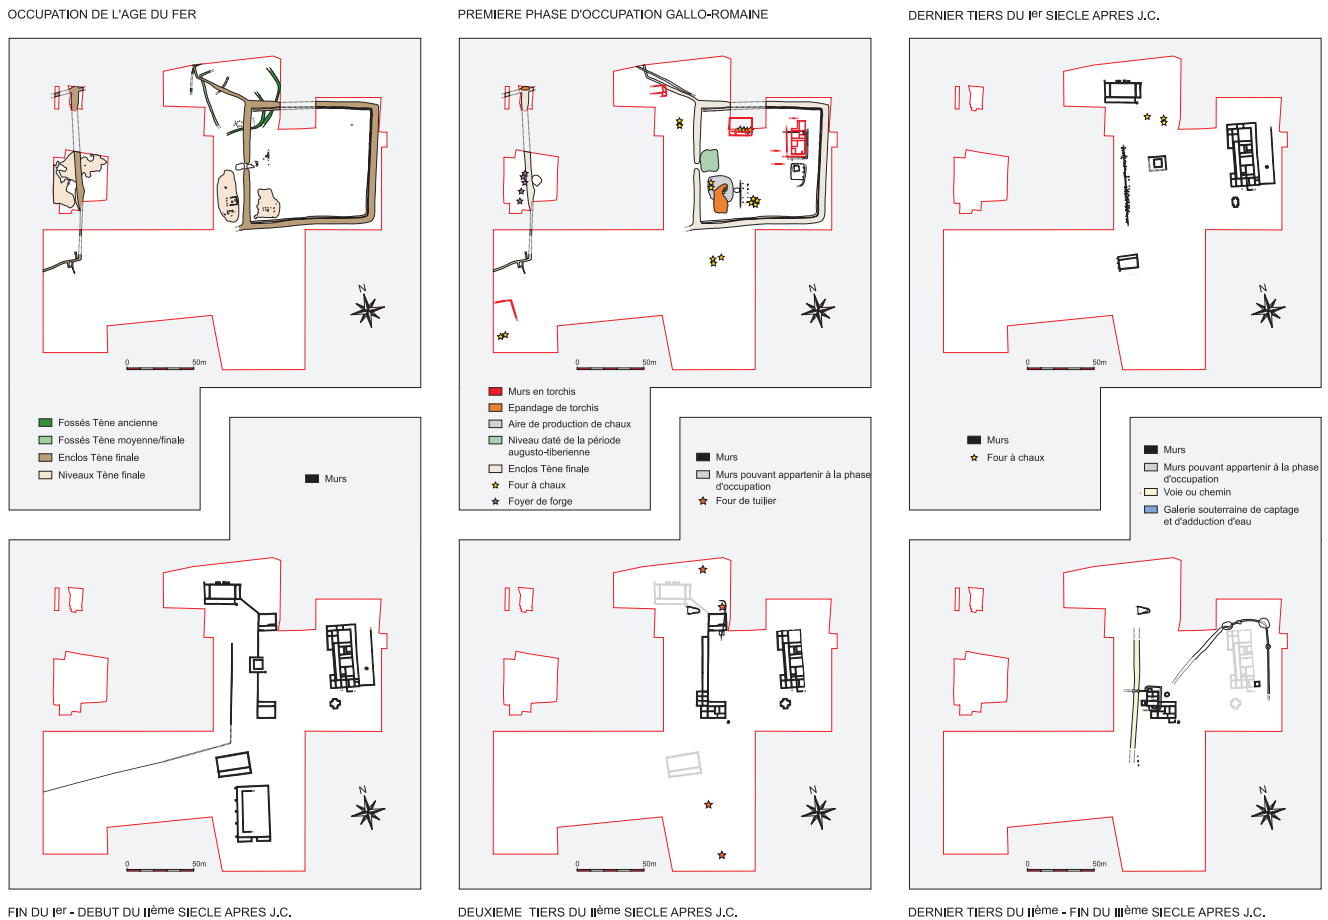 OCCUPATION DE L'AGE DU FER
N
0 50m
Fossés Tène ancienne
Fossés Tène moyenne/finale
Enclos Tène finale
Niveaux Tène finale
PREMIERE PHASE D'OCCUPATION GALLO-ROMAINE
N
0 50m
Murs en torchis
Epandage de torchis
Aire de production de chaux
Niveau daté de la période
augusto-tiberienne
Enclos Tène finale
Four à chaux
Foyer de forge
DERNIER TIERS DU Ier SIECLE APRES J.C.
N
0 50m
Murs
Four à chaux
Murs
N
0 50m
FIN DU Ier - DEBUT DU IIème SIECLE APRES J.C.
Murs
Murs pouvant appartenir à la phase
d'occupation
Four de tuilier
N
0 50m
DEUXIEME TIERS DU IIème SIECLE APRES J.C.
Murs
Murs pouvant appartenir à la phase
d'occupation
Voie ou chemin
Galerie souterraine de captage
et d'adduction d'eau
N
0 50m
DERNIER TIERS DU IIème - FIN DU IIIème SIECLE APRES J.C.